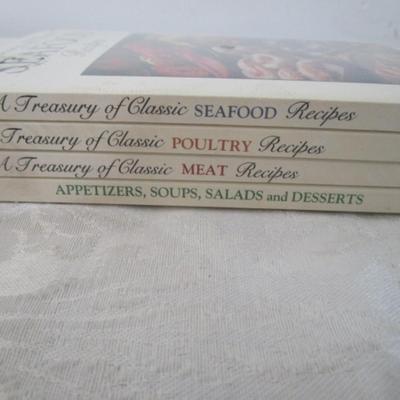 A Treasury of Classic SEAFOOD Recipes
Treasury of Classic POULTRY Recipes
A Treasury of Classic MEAT Recipes
APPETIZERS, SOUPS, SALADS and DESSERTS